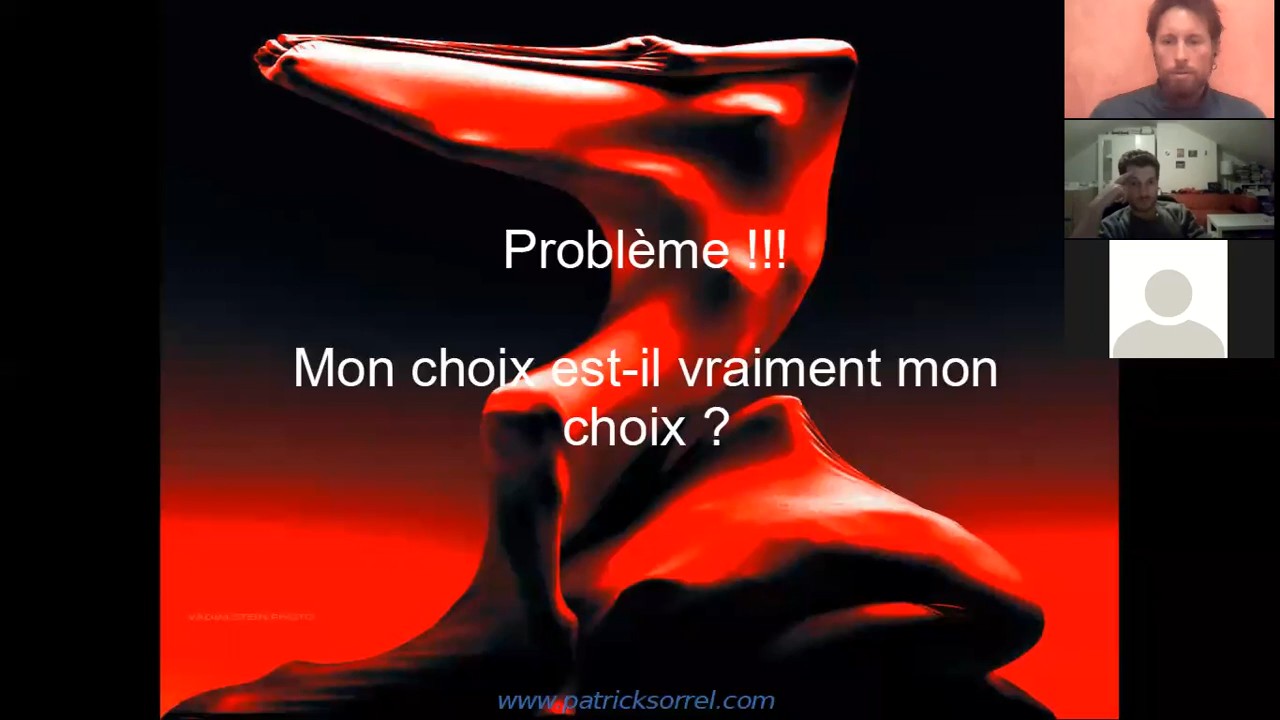 Problème !!!
Mon choix est-il vraiment mon
choix ?
www.patricksorrel.com